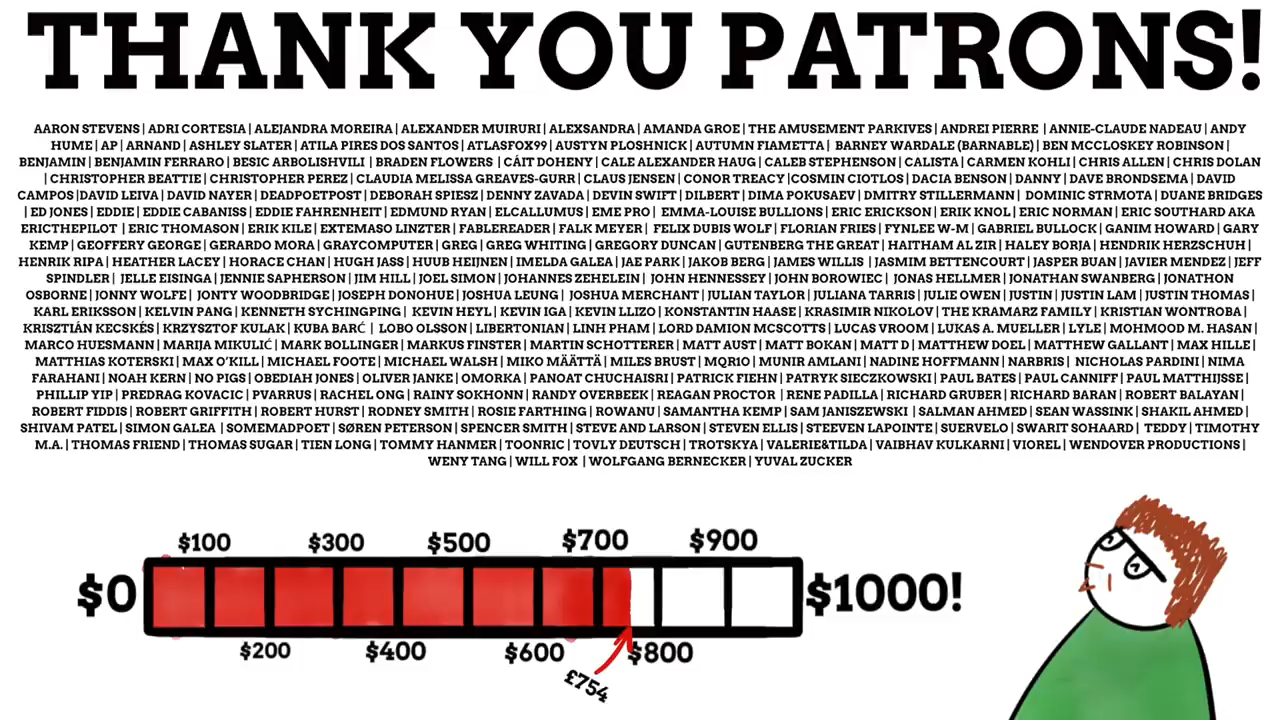 THANK YOU PATRONS!
AARON STEVENS | ADRI CORTESIA | ALEJANDRA MOREIRA | ALEXANDER MUIRURI | ALEXSANDRA | AMANDA GROE | THE AMUSEMENT PARKIVES | ANDREI PIERRE | ANNIE-CLAUDE NADEAU | ANDY
HUME | AP | ARNAND | ASHLEY SLATER | ATILA PIRES DOS SANTOS | ATLASFOX99 | AUSTYN PLOSHNICK | AUTUMN FIAMETTA | BARNEY WARDALE (BARNABLE) | BEN MCCLOSKEY ROBINSON |
BENJAMIN | BENJAMIN FERRARO | BESIC ARBOLISHVILI | BRADEN FLOWERS | CÁIT DOHENY | CALE ALEXANDER HAUG | CALEB STEPHENSON | CALISTA | CARMEN KOHLI | CHRIS ALLEN | CHRIS DOLAN
| CHRISTOPHER BEATTIE | CHRISTOPHER PEREZ | CLAUDIA MELISSA GREAVES-GURR | CLAUS JENSEN | CONOR TREACY |COSMIN CIOTLOS | DACIA BENSON | DANNY | DAVE BRONDSEMA | DAVID
CAMPOS |DAVID LEIVA | DAVID NAYER | DEADPOETPOST | DEBORAH SPIESZ | DENNY ZAVADA | DEVIN SWIFT | DILBERT | DIMA POKUSAEV | DMITRY STILLERMANN | DOMINIC STRMOTA | DUANE BRIDGES
| ED JONES | EDDIE | EDDIE CABANISS | EDDIE FAHRENHEIT | EDMUND RYAN | ELCALLUMUS | EME PRO | EMMA-LOUISE BULLIONS | ERIC ERICKSON | ERIK KNOL | ERIC NORMAN | ERIC SOUTHARD AKA
ERICTHEPILOT | ERIC THOMASON | ERIK KILE | EXTEMASO LINZTER | FABLEREADER | FALK MEYER | FELIX DUBIS WOLF | FLORIAN FRIES | FYNLEE W-M | GABRIEL BULLOCK | GANIM HOWARD | GARY
KEMP | GEOFFERY GEORGE | GERARDO MORA | GRAYCOMPUTER | GREG | GREG WHITING | GREGORY DUNCAN | GUTENBERG THE GREAT | HAITHAM AL ZIR | HALEY BORJA | HENDRIK HERZSCHUH |
HENRIK RIPA | HEATHER LACEY | HORACE CHAN | HUGH JASS | HUUB HEIJNEN | IMELDA GALEA | JAE PARK | JAKOB BERG | JAMES WILLIS | JASMIM BETTENCOURT | JASPER BUAN | JAVIER MENDEZ | JEFF
SPINDLER | JELLE EISINGA | JENNIE SAPHERSON | JIM HILL | JOEL SIMON | JOHANNES ZEHELEIN | JOHN HENNESSEY | JOHN BOROWIEC | JONAS HELLMER | JONATHAN SWANBERG | JONATHON
OSBORNE | JONNY WOLFE | JONTY WOODBRIDGE | JOSEPH DONOHUE | JOSHUA LEUNG | JOSHUA MERCHANT | JULIAN TAYLOR | JULIANA TARRIS | JULIE OWEN | JUSTIN | JUSTIN LAM | JUSTIN THOMAS |
KARL ERIKSSON | KELVIN PANG | KENNETH SYCHINGPING | KEVIN HEYL | KEVIN IGA | KEVIN LLIZO | KONSTANTIN HAASE | KRASIMIR NIKOLOV | THE KRAMARZ FAMILY | KRISTIAN WONTROBA |
KRISZTIÁN KECSKÉS | KRZYSZTOF KULAK | KUBA BARĆ | LOBO OLSSON | LIBERTONIAN | LINH PHAM | LORD DAMION MCSCOTTS | LUCAS VROOM | LUKAS A. MUELLER | LYLE | MOHMOOD M. HASAN |
MARCO HUESMANN | MARIJA MIKULIĆ | MARK BOLLINGER | MARKUS FINSTER | MARTIN SCHOTTERER | MATT AUST | MATT BOKAN | MATT D | MATTHEW DOEL | MATTHEW GALLANT | MAX HILLE |
MATTHIAS KOTERSKI | MAX O'KILL | MICHAEL FOOTE | MICHAEL WALSH | MIKO MÄÄTTÄ | MILES BRUST | MQR1O | MUNIR AMLANI | NADINE HOFFMANN | NARBRIS | NICHOLAS PARDINI | NIMA
FARAHANI | NOAH KERN | NO PIGS | OBEDIAH JONES | OLIVER JANKE | OMORKA | PANOAT CHUCHAISRI | PATRICK FIEHN | PATRYK SIECZKOWSKI | PAUL BATES | PAUL CANNIFF | PAUL MATTHIJSSE |
PHILLIP YIP | PREDRAG KOVACIC | PVARRUS | RACHEL ONG | RAINY SOKHONN | RANDY OVERBEEK | REAGAN PROCTOR | RENE PADILLA | RICHARD GRUBER | RICHARD BARAN | ROBERT BALAYAN |
ROBERT FIDDIS | ROBERT GRIFFITH | ROBERT HURST | RODNEY SMITH | ROSIE FARTHING | ROWANU | SAMANTHA KEMP | SAM JANISZEWSKI | SALMAN AHMED | SEAN WASSINK | SHAKIL AHMED |
SHIVAM PATEL | SIMON GALEA | SOMEMADPOET | SØREN PETERSON | SPENCER SMITH | STEVE AND LARSON | STEVEN ELLIS | STEEVEN LAPOINTE | SUERVELO | SWARIT SOHAARD | TEDDY | TIMOTHY
M.A. | THOMAS FRIEND | THOMAS SUGAR | TIEN LONG | TOMMY HANMER | TOONRIC | TOVLY DEUTSCH | TROTSKYA | VALERIE&TILDA | VAIBHAV KULKARNI | VIOREL | WENDOVER PRODUCTIONS |
WENY TANG | WILL FOX | WOLFGANG BERNECKER | YUVAL ZUCKER
$100 $300 $500 $700 $900
$0 $1000!
$200 $400 $600 $800
£754